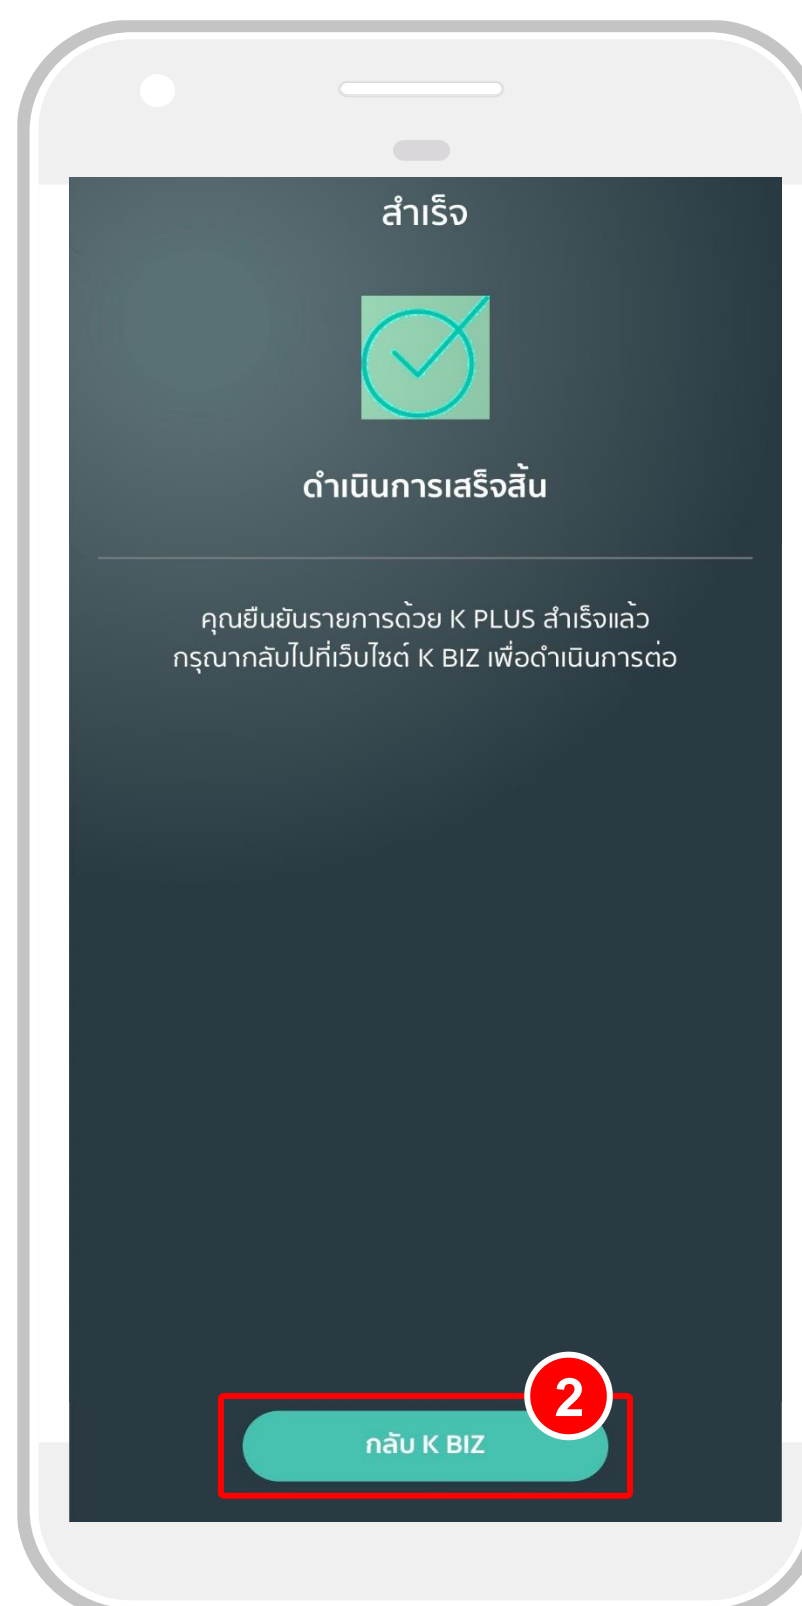 สำเร็จ
ดำเนินการเสร็จสิ้น
คุณยืนยันรายการด้วย K PLUS สำเร็จแล้ว
กรุณากลับไปที่เว็บไซต์ K BIZ เพื่อดำเนินการต่อ
2
กลับ K BIZ